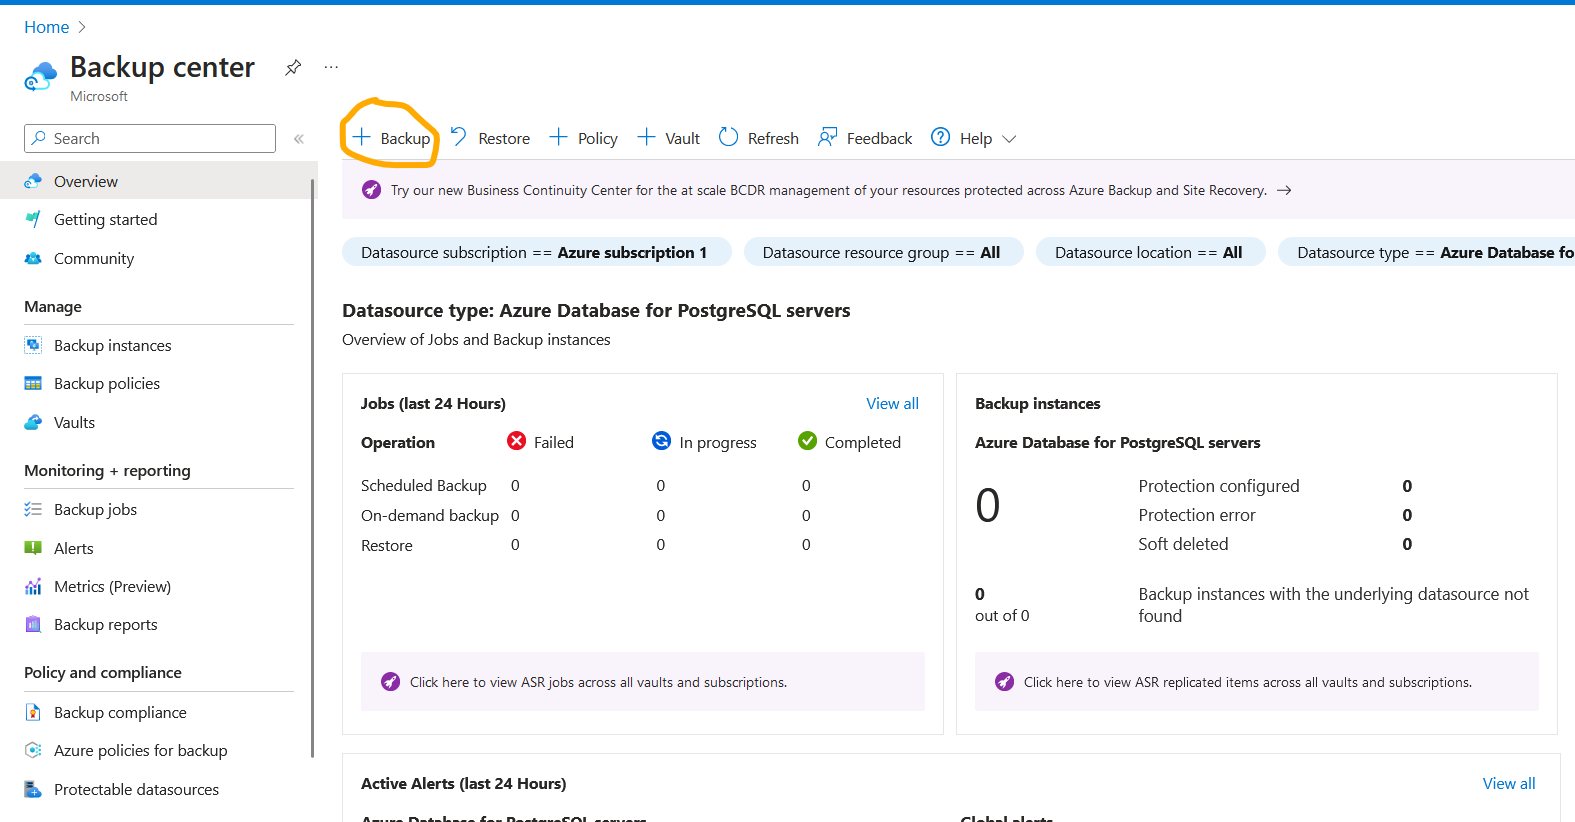 Home
Backup center
Microsoft
Search
Overview
Getting started
Community
Manage
Backup instances
Backup policies
Vaults
Monitoring + reporting
Backup jobs
Alerts
Metrics (Preview)
Backup reports
Policy and compliance
Backup compliance
Azure policies for backup
Protectable datasources
Backup Restore Policy Vault Refresh Feedback Help
Try our new Business Continuity Center for the at scale BCDR management of your resources protected across Azure Backup and Site Recovery. →
Datasource subscription == Azure subscription 1 Datasource resource group == All Datasource location == All Datasource type == Azure Database fo
Datasource type: Azure Database for PostgreSQL servers
Overview of Jobs and Backup instances
Jobs (last 24 Hours) View all
Operation Failed In progress Completed
Scheduled Backup 0 0 0
On-demand backup 0 0 0
Restore 0 0 0
Click here to view ASR jobs across all vaults and subscriptions.
Backup instances
Azure Database for PostgreSQL servers
0
Protection configured 0
Protection error 0
Soft deleted 0
0
out of 0
Backup instances with the underlying datasource not
found
Click here to view ASR replicated items across all vaults and subscriptions.
Active Alerts (last 24 Hours) View all
Azure Database for PostgreSQL servers Global alerts